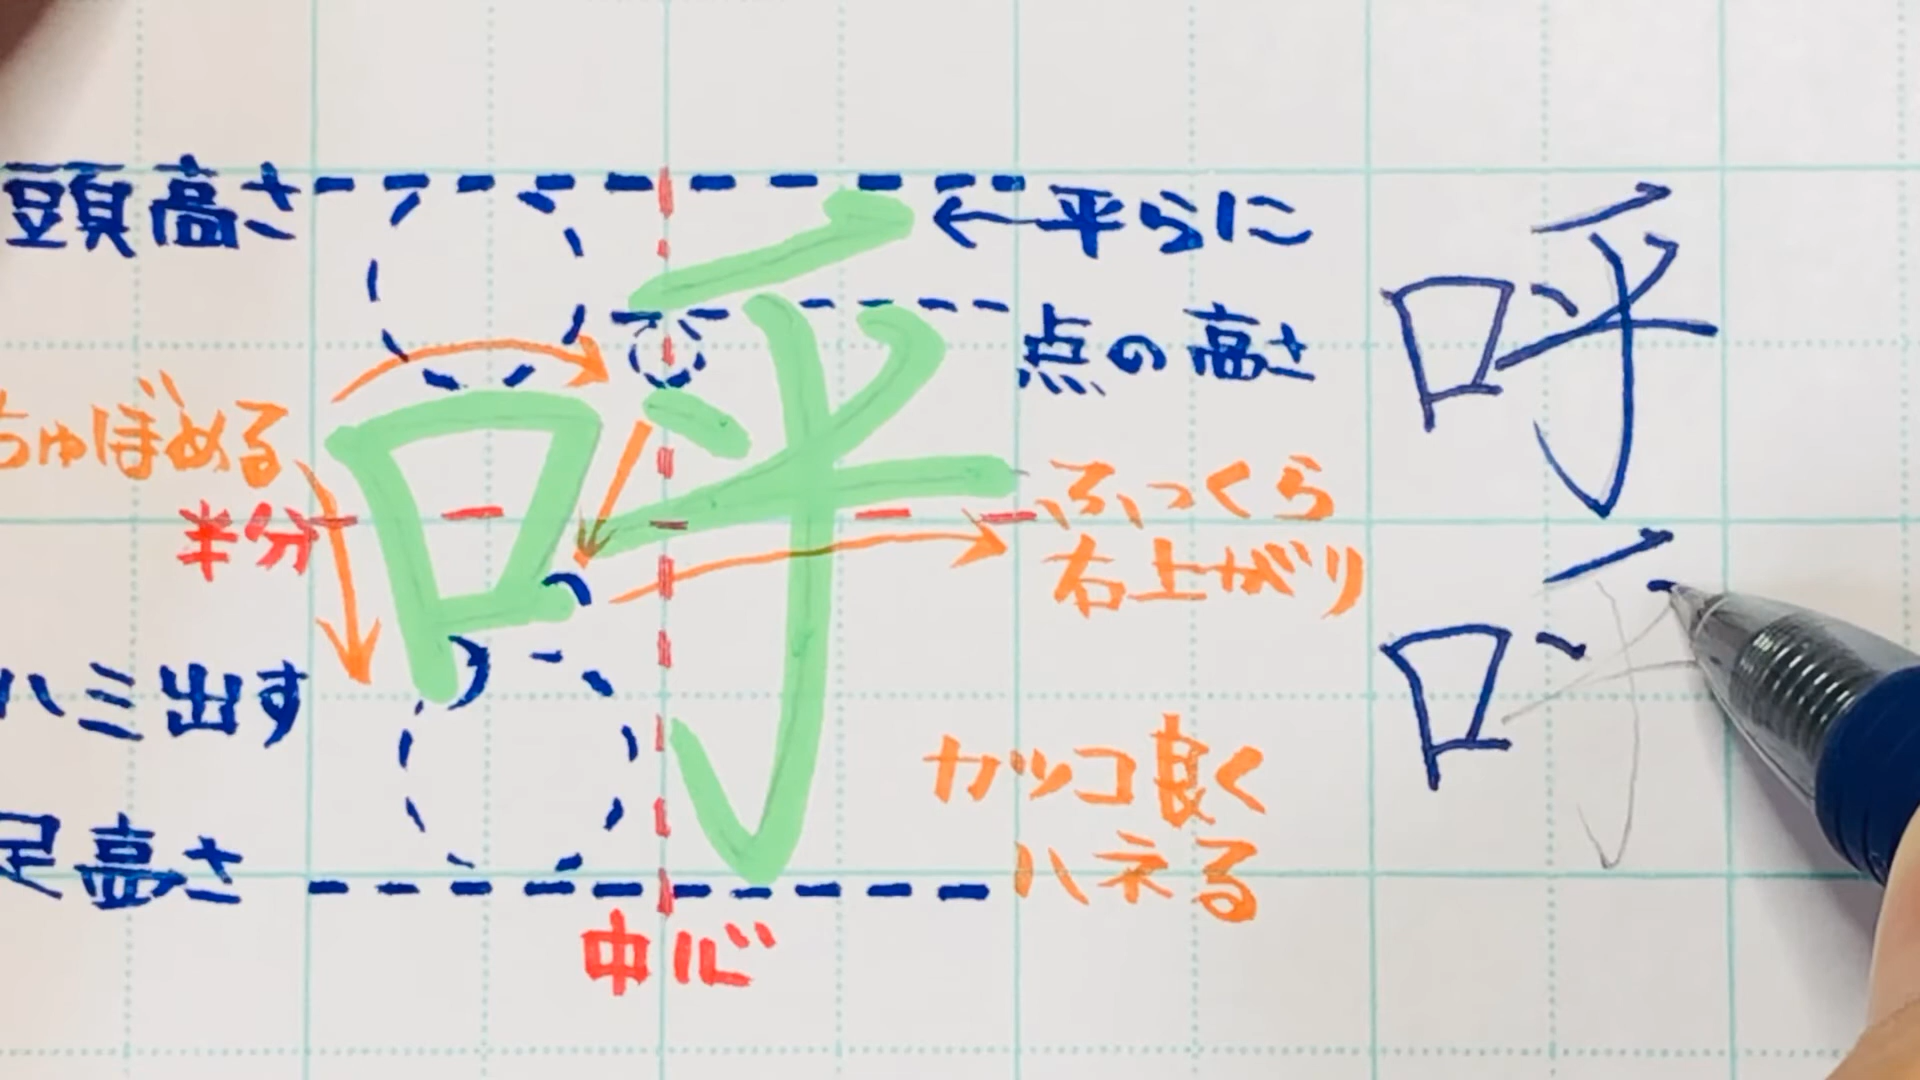 頭高さ
平らに
点の高さ
ちゅぼめる
半分
ふっくら
右上がり
ハミ出す
カッコ良く
ハネる
足高さ
中心
呼
呼